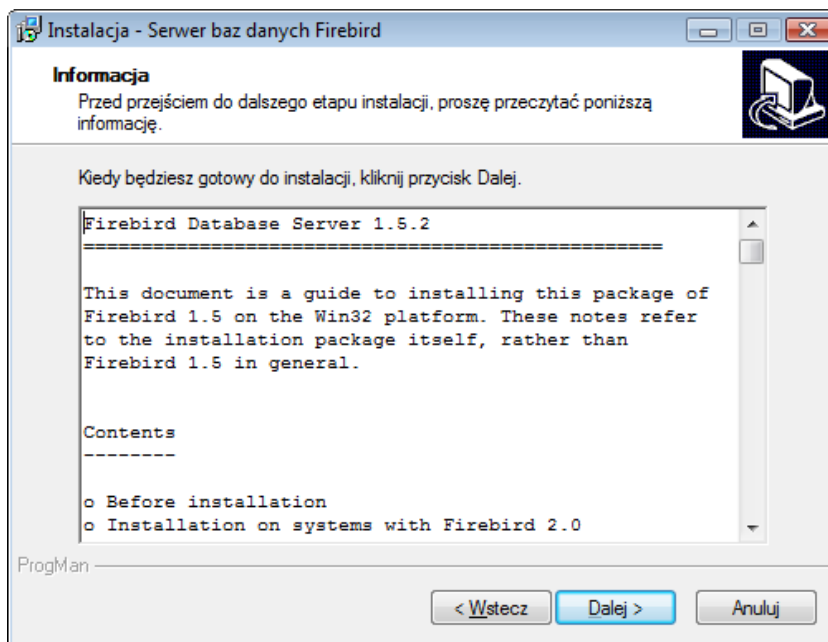 Instalacja - Serwer baz danych Firebird
Informacja
Przed przejściem do dalszego etapu instalacji, proszę przeczytać poniższą
informację.
Kiedy będziesz gotowy do instalacji, kliknij przycisk Dalej.
Firebird Database Server 1.5.2
==================================================
This document is a guide to installing this package of
Firebird 1.5 on the Win32 platform. These notes refer
to the installation package itself, rather than
Firebird 1.5 in general.
Contents
--------
o Before installation
o Installation on systems with Firebird 2.0
ProgMan
< Wstecz
Dalej >
Anuluj